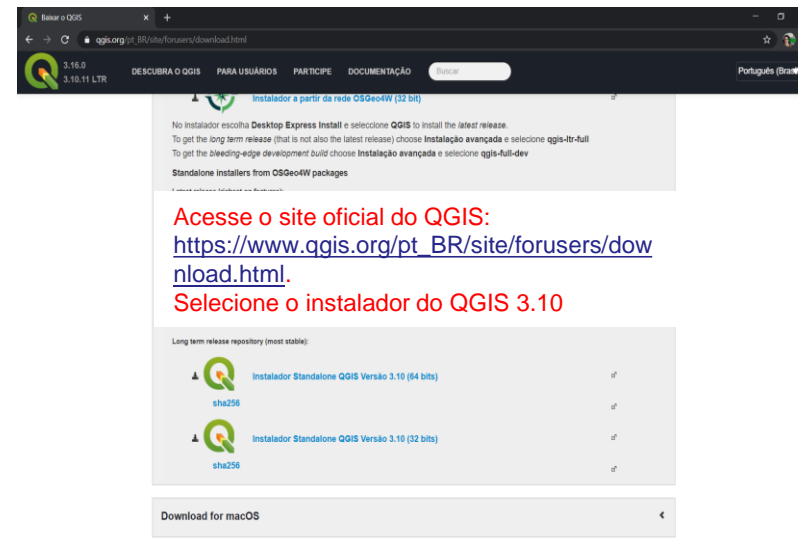 Baixar o QGIS
qgis.org/pt_BR/site/forusers/download.html
3.16.0
3.10.11 LTR
DESCUBRA O QGIS PARA USUÁRIOS PARTICIPE DOCUMENTAÇÃO Buscar Português (Bras
Instalador a partir da rede OSGeo4W (32 bit)
No instalador escolha Desktop Express Install e seleccione QGIS to install the latest release.
To get the long term release (that is not also the latest release) choose Instalação avançada e selecione qgis-ltr-full
To get the bleeding-edge development build choose Instalação avançada e selecione qgis-full-dev
Standalone installers from OSGeo4W packages
Acesse o site oficial do QGIS:
https://www.qgis.org/pt_BR/site/forusers/dow
nload.html.
Selecione o instalador do QGIS 3.10
Long term release repository (most stable):
Instalador Standalone QGIS Versão 3.10 (64 bits)
sha256
Instalador Standalone QGIS Versão 3.10 (32 bits)
sha256
Download for macOS